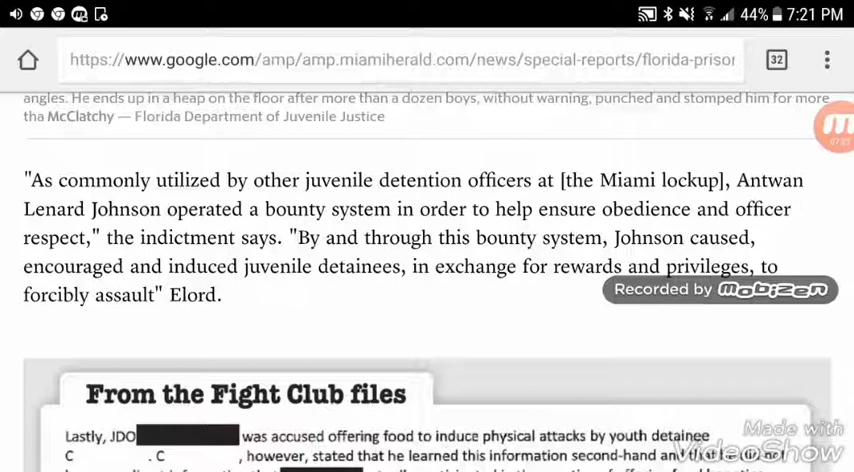 44% 7:21 PM
https://www.google.com/amp/amp.miamiherald.com/news/special-reports/florida-prisor
32
angles. He ends up in a heap on the floor after more than a dozen boys, without warning, punched and stomped him for more
tha McClatchy — Florida Department of Juvenile Justice
"As commonly utilized by other juvenile detention officers at [the Miami lockup], Antwan
Lenard Johnson operated a bounty system in order to help ensure obedience and officer
respect," the indictment says. "By and through this bounty system, Johnson caused,
encouraged and induced juvenile detainees, in exchange for rewards and privileges, to
forcibly assault" Elord.
Recorded by mobizen
From the Fight Club files
Lastly, JDO was accused offering food to induce physical attacks by youth detainee
C . C , however, stated that he learned this information second-hand and that he did not
Made with
VideoShow